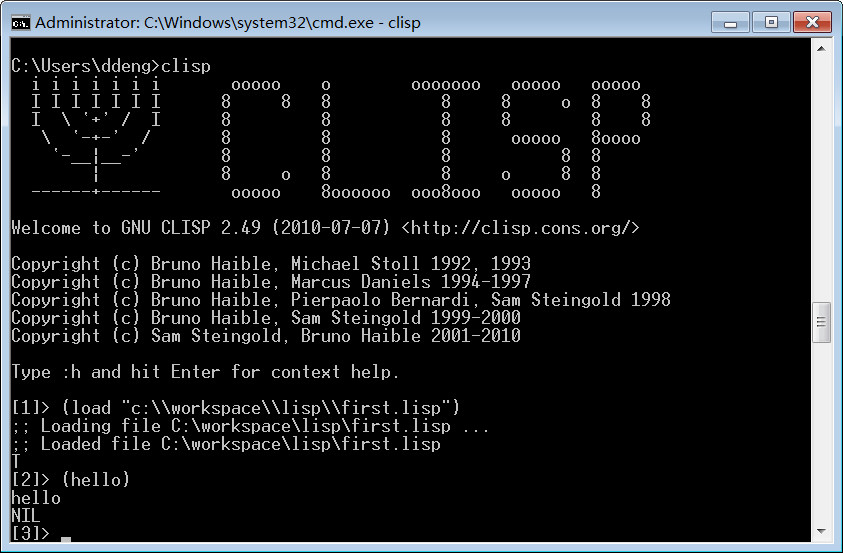 Administrator: C:\Windows\system32\cmd.exe - clisp
C:\Users\ddeng>clisp
  i i i i i i i       ooooo    o        ooooooo   ooooo   ooooo
  I I I I I I I      8     8   8           8     8     o  8    8
  I  \ `+' /  I      8         8           8     8        8    8
   \  `-+-'  /       8         8           8      ooooo   8oooo
    `-__|__-'        8         8           8           8  8
        |            8     o   8           8     o     8  8
  ------+------       ooooo    8oooooo  ooo8ooo   ooooo   8
Welcome to GNU CLISP 2.49 (2010-07-07) <http://clisp.cons.org/>
Copyright (c) Bruno Haible, Michael Stoll 1992, 1993
Copyright (c) Bruno Haible, Marcus Daniels 1994-1997
Copyright (c) Bruno Haible, Pierpaolo Bernardi, Sam Steingold 1998
Copyright (c) Bruno Haible, Sam Steingold 1999-2000
Copyright (c) Sam Steingold, Bruno Haible 2001-2010
Type :h and hit Enter for context help.
[1]> (load "c:\\workspace\\lisp\\first.lisp")
;; Loading file C:\workspace\lisp\first.lisp ...
;; Loaded file C:\workspace\lisp\first.lisp
T
[2]> (hello)
hello
NIL
[3]> _